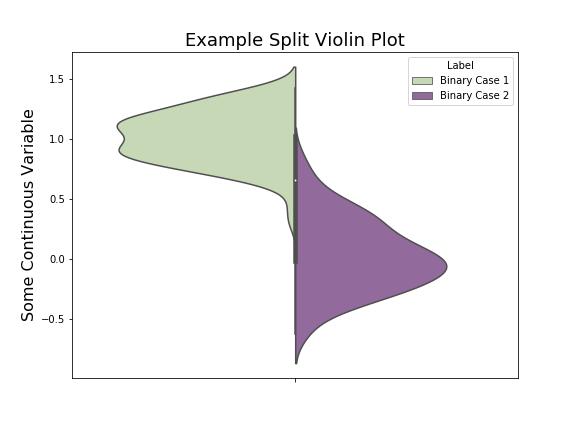 Example Split Violin Plot
Label
Binary Case 1
Binary Case 2
Some Continuous Variable
1.5
1.0
0.5
0.0
−0.5